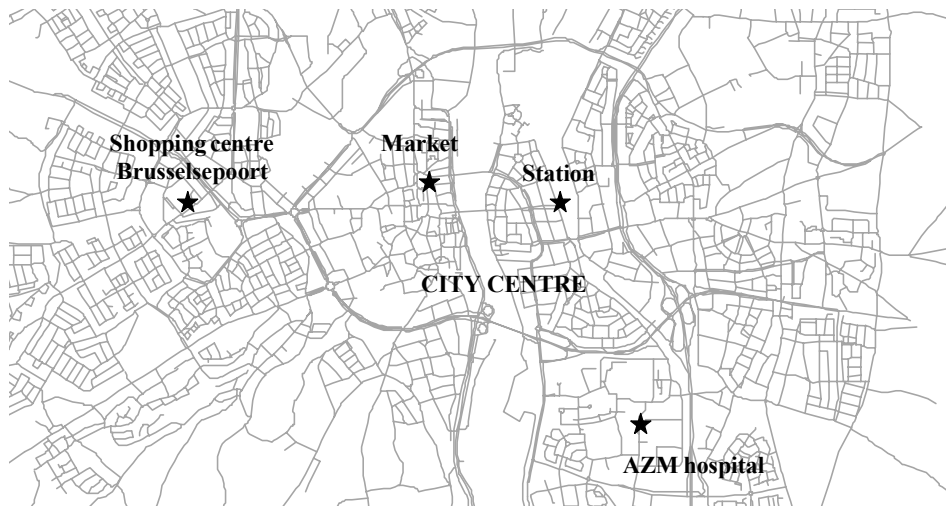 Shopping centre
Brusselsepoort
Market
Station
CITY CENTRE
AZM hospital